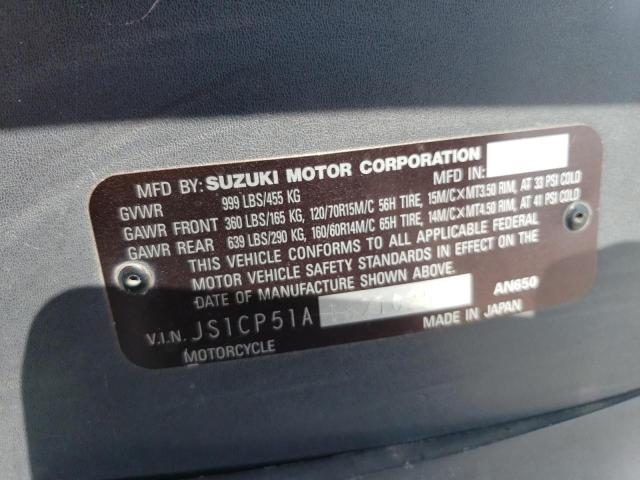 MFD BY: SUZUKI MOTOR CORPORATION MFD IN:
GVWR 999 LBS/455 KG
GAWR FRONT 360 LBS/165 KG, 120/70R15M/C 56H TIRE, 15M/C×MT3.50 RIM, AT 33 PSI COLD
GAWR REAR 639 LBS/290 KG, 160/60R14M/C 65H TIRE, 14M/C×MT4.50 RIM, AT 41 PSI COLD
THIS VEHICLE CONFORMS TO ALL APPLICABLE FEDERAL
MOTOR VEHICLE SAFETY STANDARDS IN EFFECT ON THE
DATE OF MANUFACTURE SHOWN ABOVE.
AN650
V.I.N. JS1CP51A
MADE IN JAPAN
MOTORCYCLE